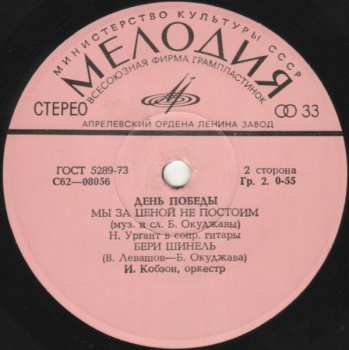 МИНИСТЕРСТВО КУЛЬТУРЫ СССР
МЕЛОДИЯ
ВСЕСОЮЗНАЯ ФИРМА ГРАМПЛАСТИНОК
СТЕРЕО
33
АПРЕЛЕВСКИЙ ОРДЕНА ЛЕНИНА ЗАВОД
ГОСТ 5289-73
2 сторона
С62—08056
Гр. 2. 0-55
ДЕНЬ ПОБЕДЫ
МЫ ЗА ЦЕНОЙ НЕ ПОСТОИМ
(муз. и сл. Б. Окуджавы)
Н. Ургант в сопр. гитары
БЕРИ ШИНЕЛЬ
(В. Левашов—Б. Окуджава)
И. Кобзон, оркестр